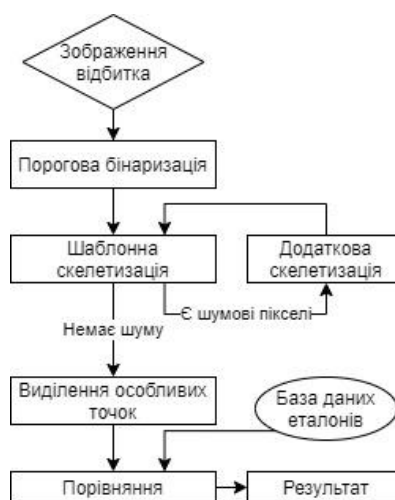 Зображення
відбитка
Порогова бінаризація
Шаблонна
скелетизація
Додаткова
скелетизація
Є шумові пікселі
Немає шуму
Виділення особливих
точок
База даних
еталонів
Порівняння
Результат